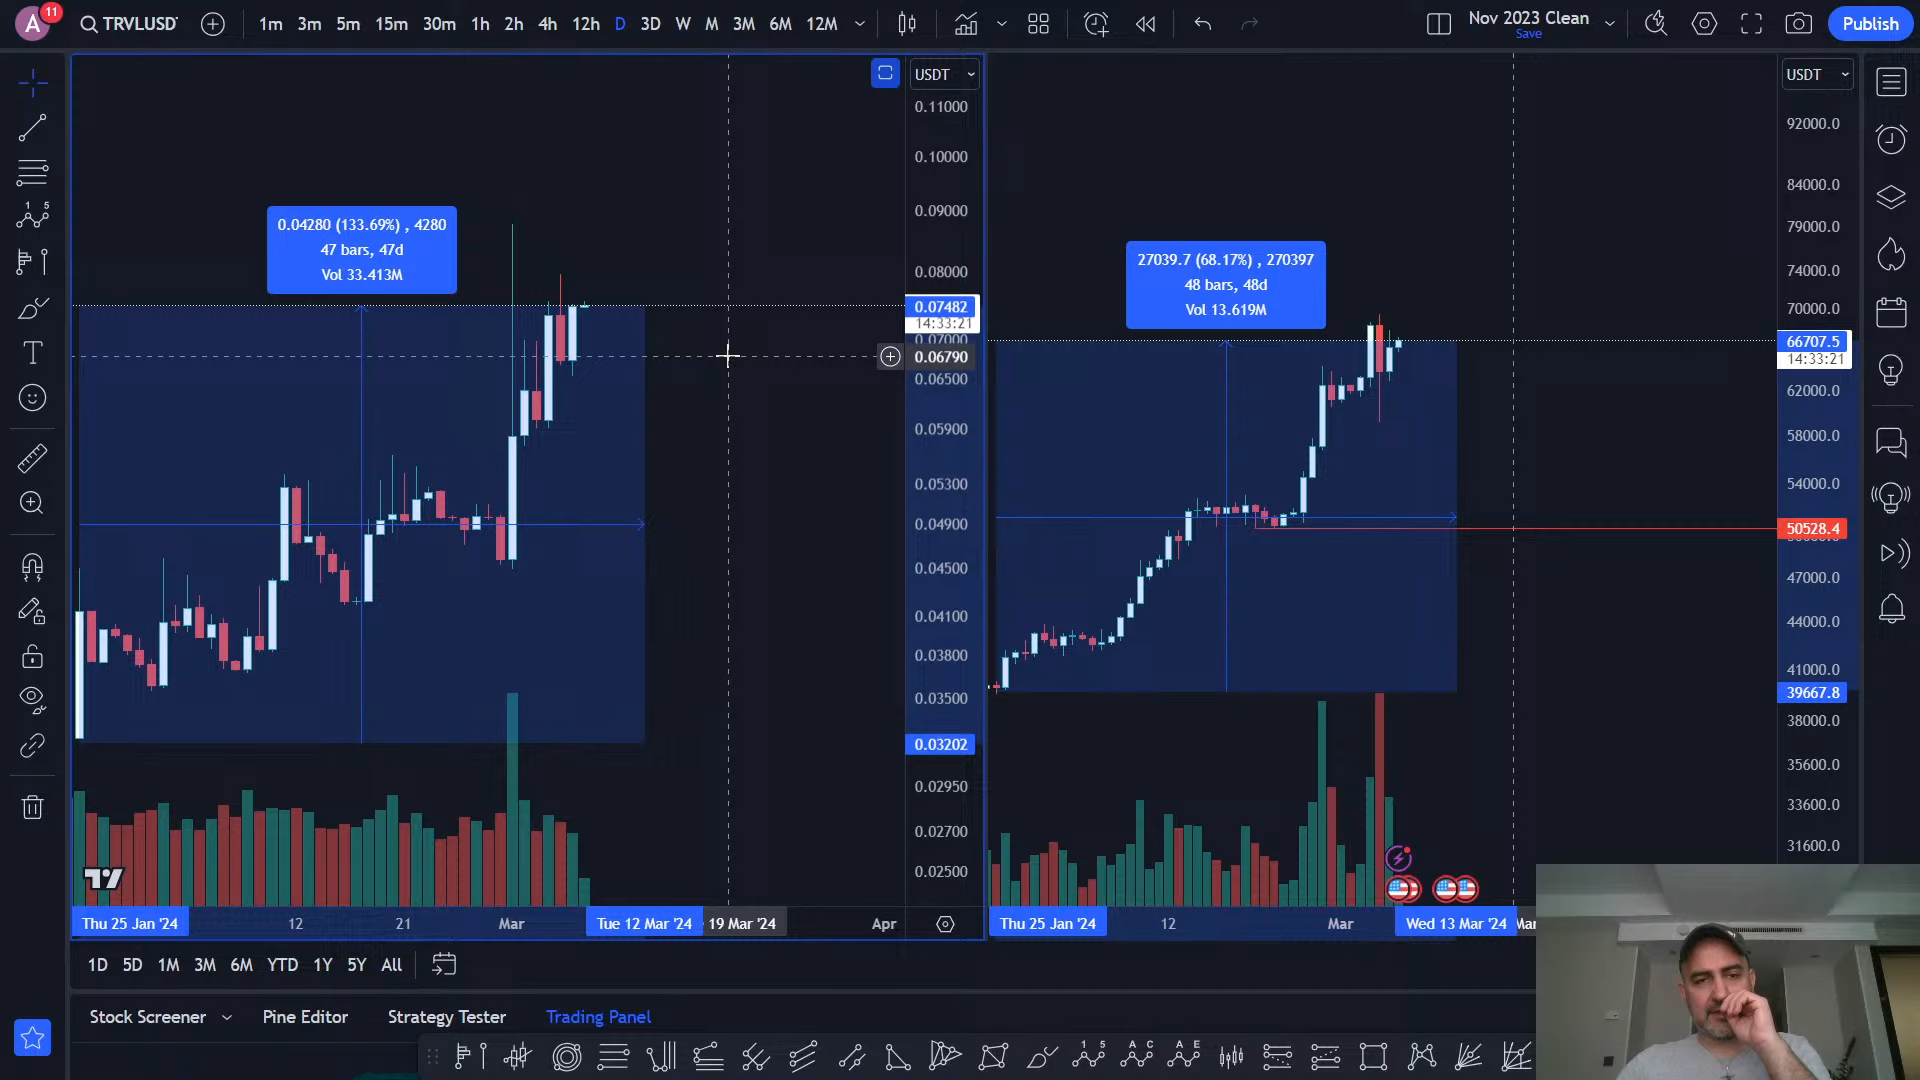 A
11
TRVLUSDT
1m 3m 5m 15m 30m 1h 2h 4h 12h D 3D W M 3M 6M 12M
Nov 2023 Clean
Save
Publish
USDT
0.11000
0.10000
0.09000
0.08000
0.07482
14:33:21
0.07000
0.06790
0.06500
0.05900
0.05300
0.04900
0.04500
0.04100
0.03800
0.03500
0.03202
0.02950
0.02700
0.02500
0.04280 (133.69%) , 4280
47 bars, 47d
Vol 33.413M
Thu 25 Jan '24
12
21
Mar
Tue 12 Mar '24
19 Mar '24
Apr
USDT
92000.0
84000.0
79000.0
74000.0
70000.0
66707.5
14:33:21
62000.0
58000.0
54000.0
50528.4
47000.0
44000.0
41000.0
39667.8
38000.0
35600.0
33600.0
31600.0
27039.7 (68.17%) , 270397
48 bars, 48d
Vol 13.619M
Thu 25 Jan '24
12
Mar
Wed 13 Mar '24
1D 5D 1M 3M 6M YTD 1Y 5Y All
Stock Screener Pine Editor Strategy Tester Trading Panel